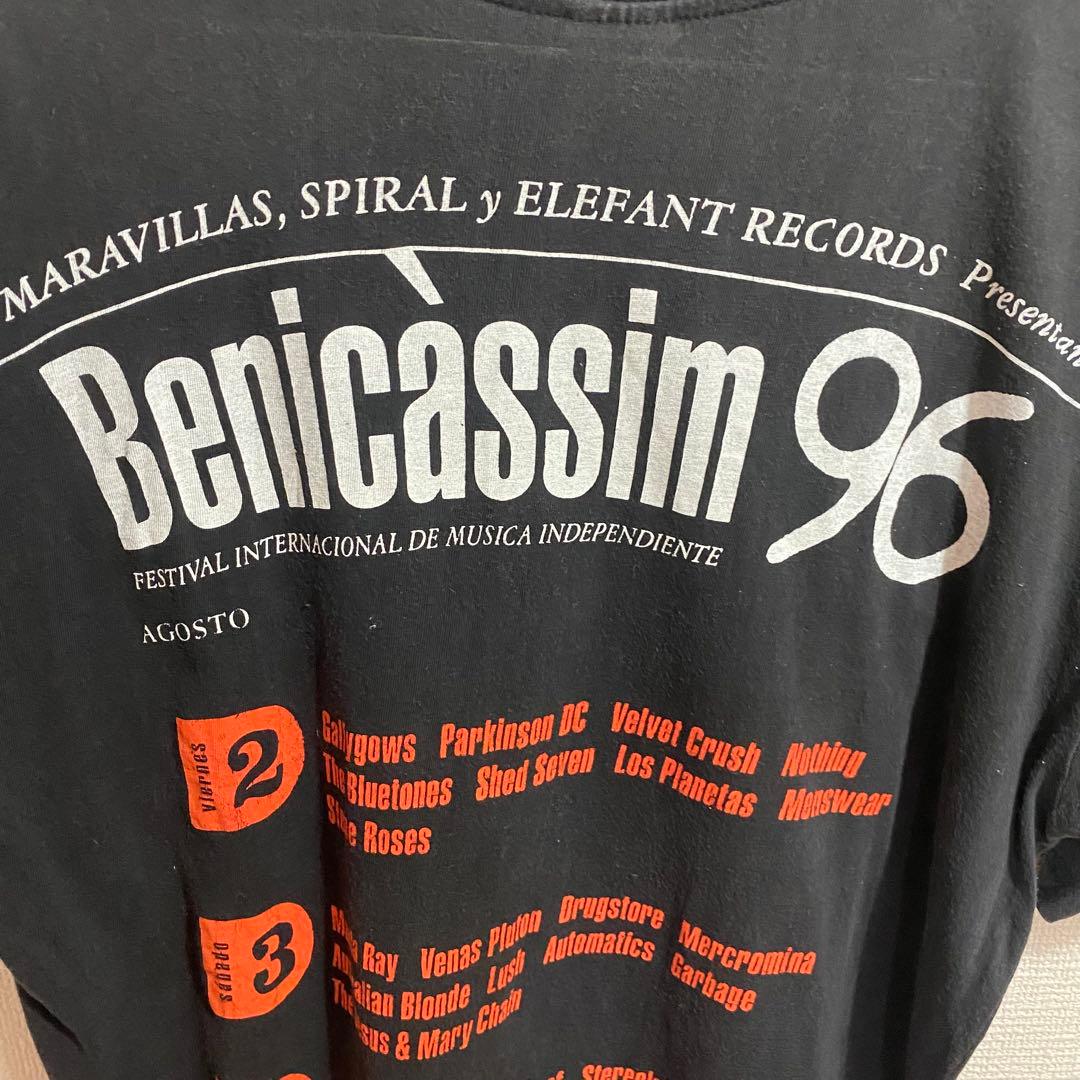 MARAVILLAS, SPIRAL y ELEFANT RECORDS Presentan
Benicàssim 96
FESTIVAL INTERNACIONAL DE MUSICA INDEPENDIENTE
AGOSTO
viernes 2
Gallygows Parkinson DC Velvet Crush Nothing
The Bluetones Shed Seven Los Planetas Menswear
Roses
sabado 3
Ray Venas Pluton Drugstore Mercromina
Blonde Lush Automatics Garbage
& Mary Chain